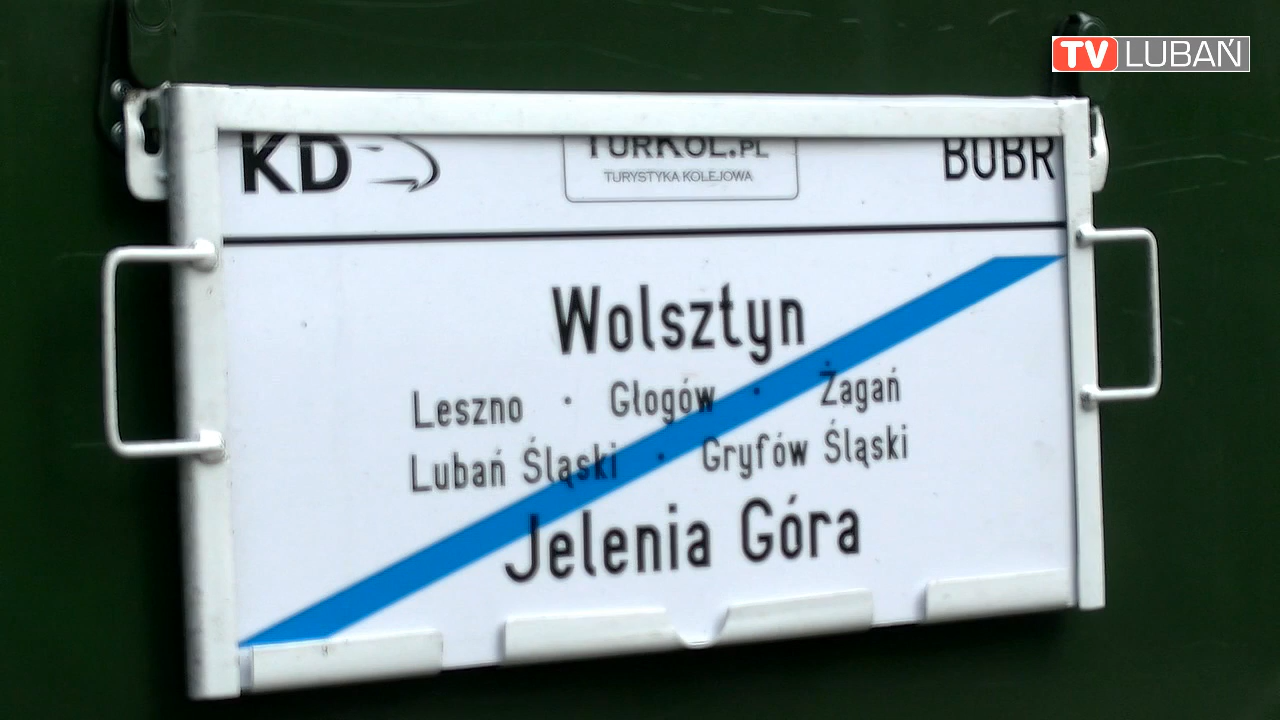 TV LUBAŃ
KD TURKOL.PL BOBR
TURYSTYKA KOLEJOWA
Wolsztyn
Leszno · Głogów · Żagań
Lubań Śląski · Gryfów Śląski
Jelenia Góra